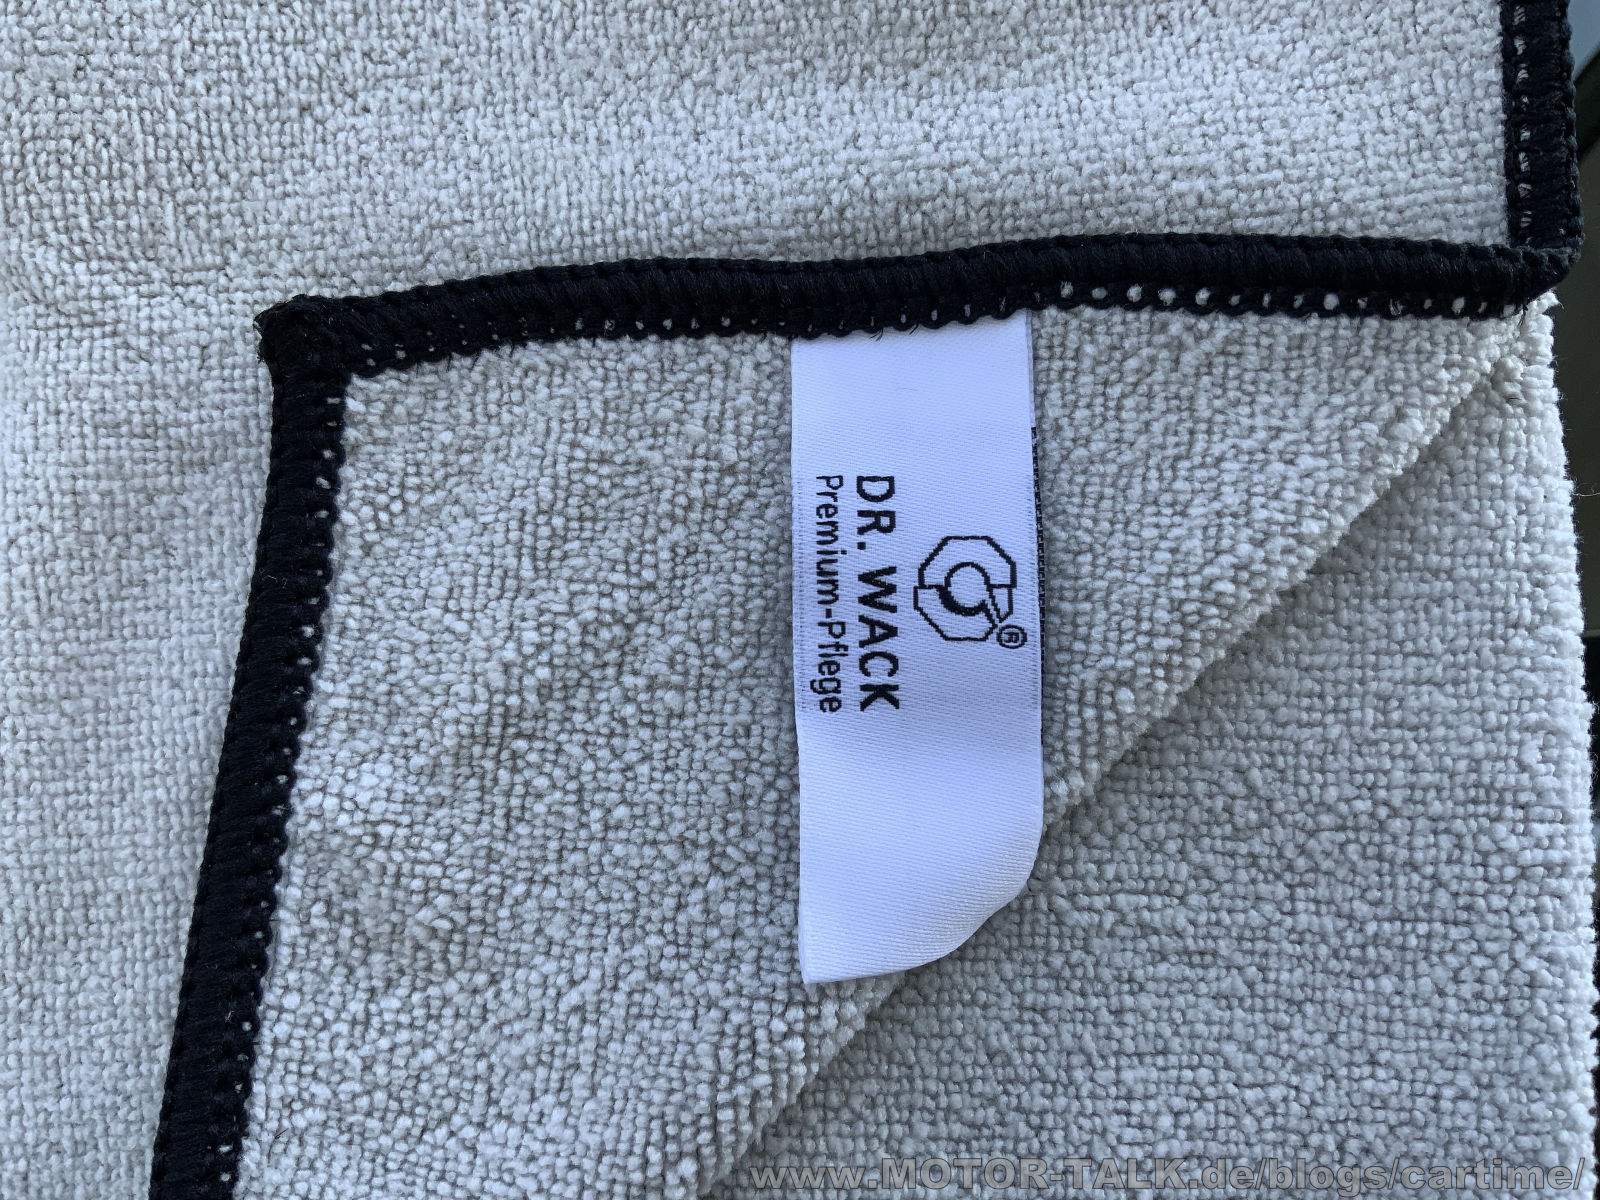 ®
DR. WACK
Premium-Pflege
www.MOTOR-TALK.de/blogs/cartime/